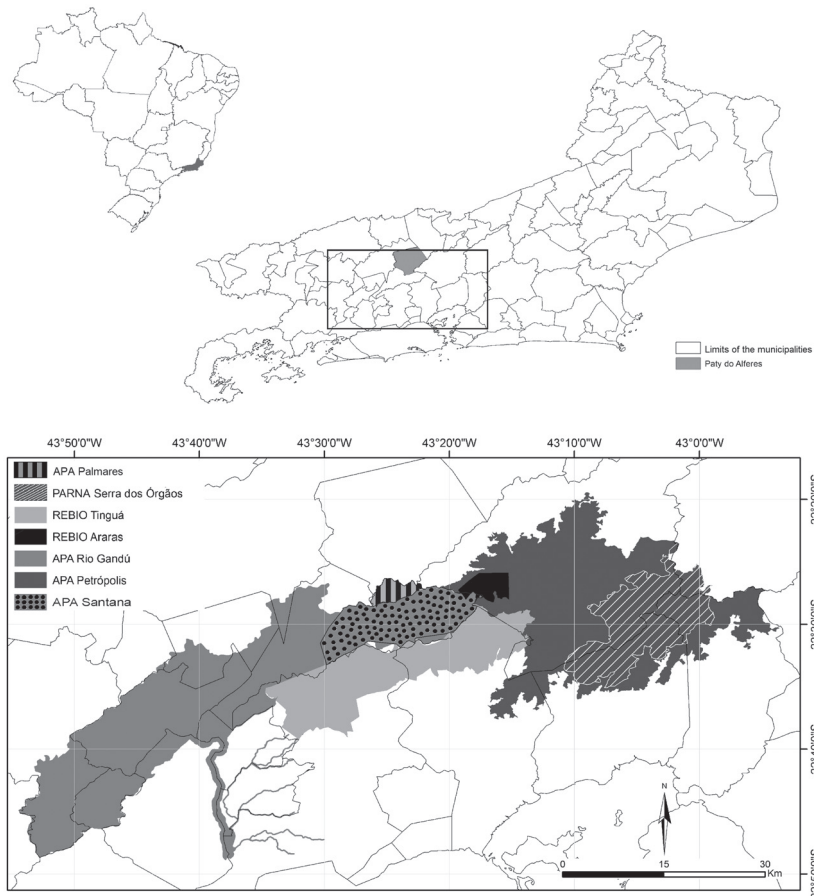 Limits of the municipalities
Paty do Alferes
43°50'0"W 43°40'0"W 43°30'0"W 43°20'0"W 43°10'0"W 43°0'0"W
APA Palmares
PARNA Serra dos Órgãos
REBIO Tinguá
REBIO Araras
APA Rio Gandú
APA Petrópolis
APA Santana
N
0 15 30
Km